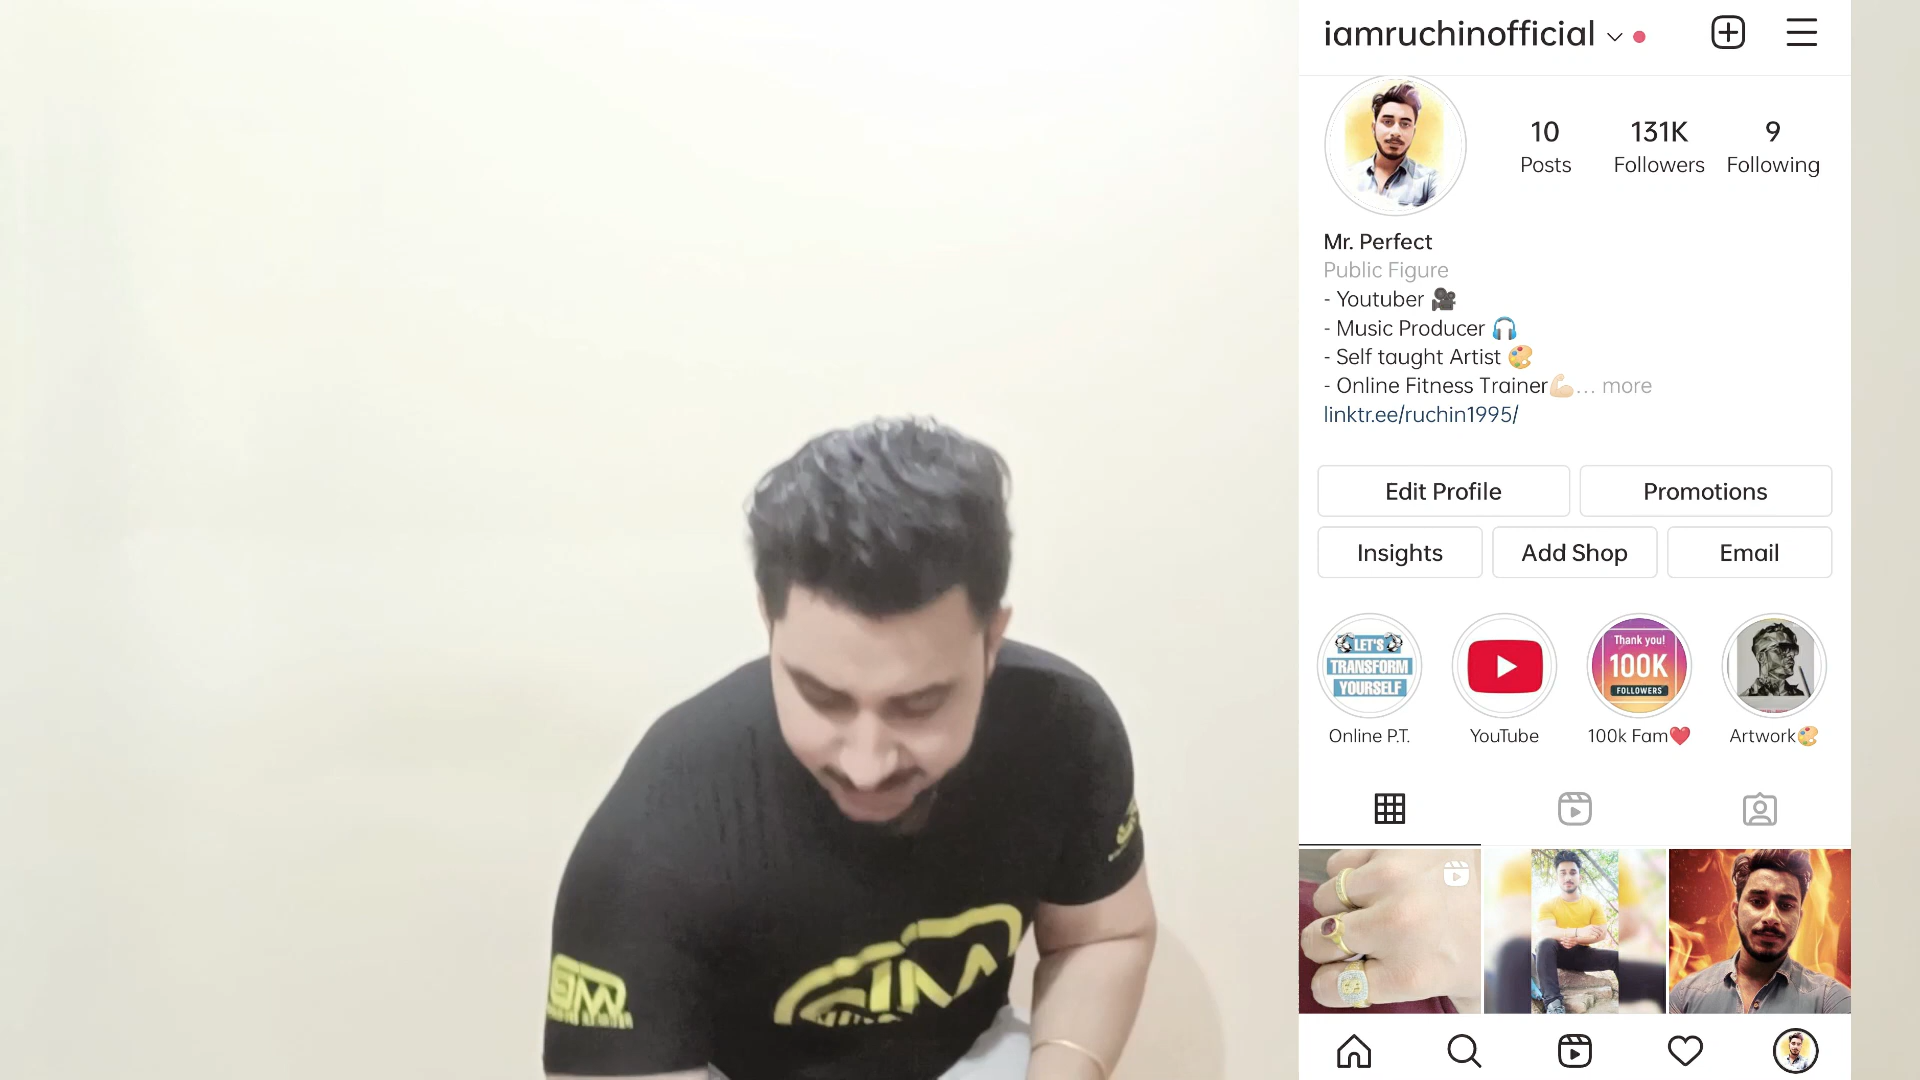 iamruchinofficial
10 131K 9
Posts Followers Following
Mr. Perfect
Public Figure
- Youtuber 🎥
- Music Producer 🎧
- Self taught Artist 🎨
- Online Fitness Trainer💪🏻... more
linktr.ee/ruchin1995/
Edit Profile Promotions
Insights Add Shop Email
LET'S
TRANSFORM
YOURSELF
Thank you!
100K
FOLLOWERS
Online P.T. YouTube 100k Fam❤️ Artwork🎨